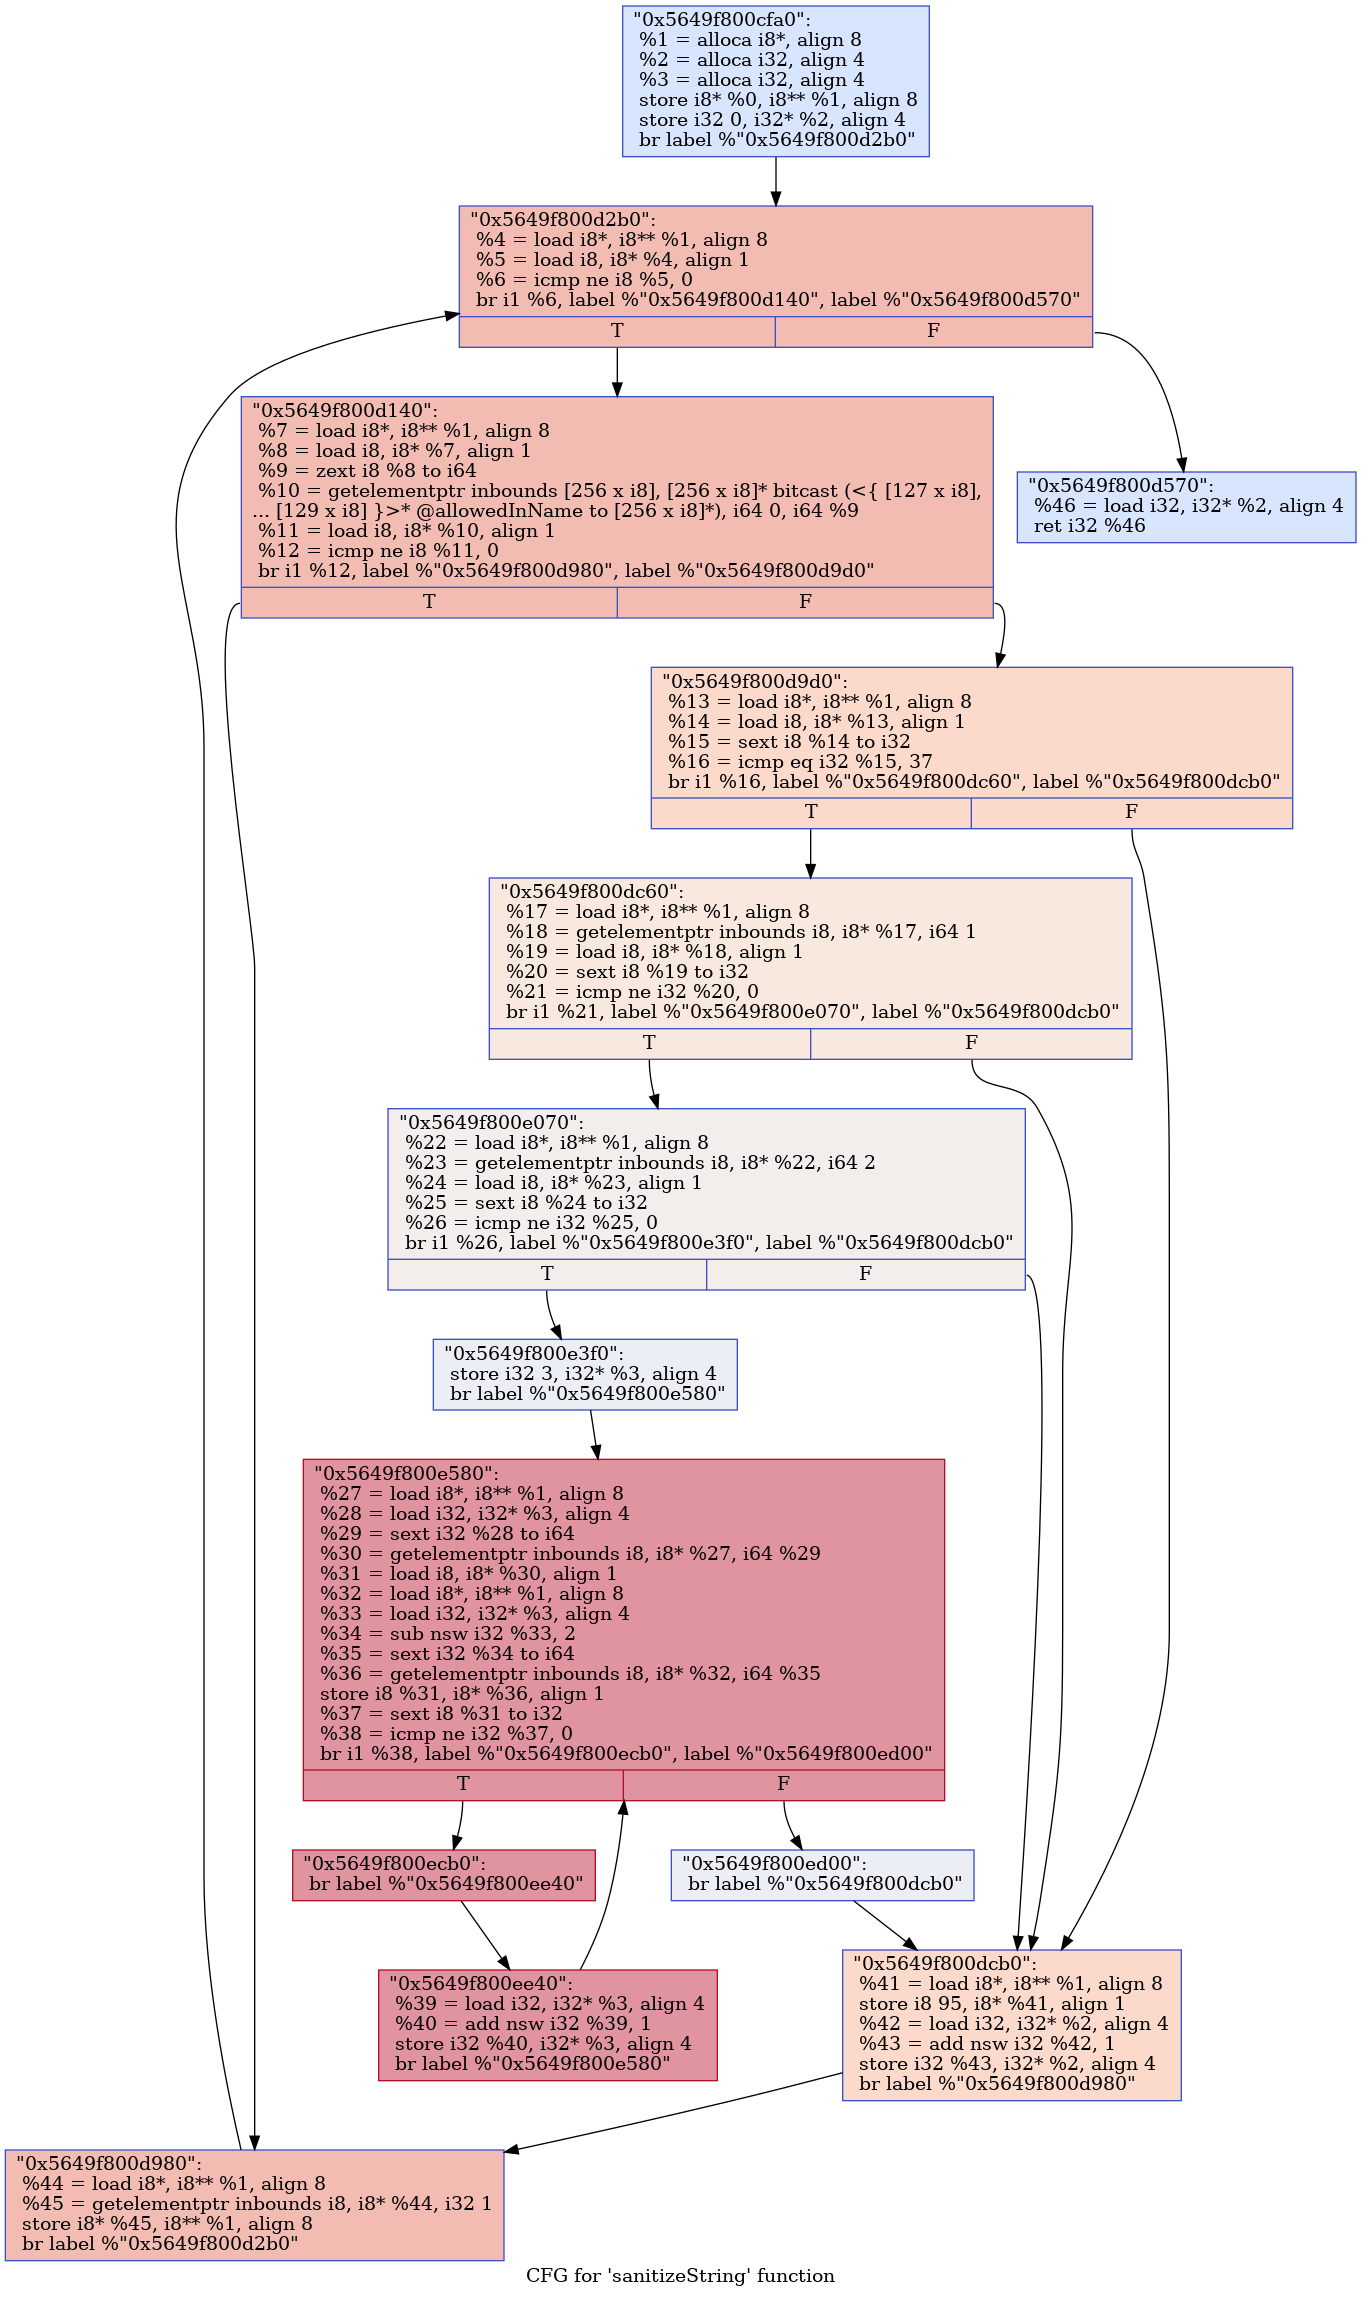 "0x5649f800cfa0":
%1 = alloca i8*, align 8
%2 = alloca i32, align 4
%3 = alloca i32, align 4
store i8* %0, i8** %1, align 8
store i32 0, i32* %2, align 4
br label %"0x5649f800d2b0"
"0x5649f800d2b0":
%4 = load i8*, i8** %1, align 8
%5 = load i8, i8* %4, align 1
%6 = icmp ne i8 %5, 0
br i1 %6, label %"0x5649f800d140", label %"0x5649f800d570"
T F
"0x5649f800d140":
%7 = load i8*, i8** %1, align 8
%8 = load i8, i8* %7, align 1
%9 = zext i8 %8 to i64
%10 = getelementptr inbounds [256 x i8], [256 x i8]* bitcast (<{ [127 x i8],
... [129 x i8] }>* @allowedInName to [256 x i8]*), i64 0, i64 %9
%11 = load i8, i8* %10, align 1
%12 = icmp ne i8 %11, 0
br i1 %12, label %"0x5649f800d980", label %"0x5649f800d9d0"
T F
"0x5649f800d570":
%46 = load i32, i32* %2, align 4
ret i32 %46
"0x5649f800d9d0":
%13 = load i8*, i8** %1, align 8
%14 = load i8, i8* %13, align 1
%15 = sext i8 %14 to i32
%16 = icmp eq i32 %15, 37
br i1 %16, label %"0x5649f800dc60", label %"0x5649f800dcb0"
T F
"0x5649f800dc60":
%17 = load i8*, i8** %1, align 8
%18 = getelementptr inbounds i8, i8* %17, i64 1
%19 = load i8, i8* %18, align 1
%20 = sext i8 %19 to i32
%21 = icmp ne i32 %20, 0
br i1 %21, label %"0x5649f800e070", label %"0x5649f800dcb0"
T F
"0x5649f800e070":
%22 = load i8*, i8** %1, align 8
%23 = getelementptr inbounds i8, i8* %22, i64 2
%24 = load i8, i8* %23, align 1
%25 = sext i8 %24 to i32
%26 = icmp ne i32 %25, 0
br i1 %26, label %"0x5649f800e3f0", label %"0x5649f800dcb0"
T F
"0x5649f800e3f0":
store i32 3, i32* %3, align 4
br label %"0x5649f800e580"
"0x5649f800e580":
%27 = load i8*, i8** %1, align 8
%28 = load i32, i32* %3, align 4
%29 = sext i32 %28 to i64
%30 = getelementptr inbounds i8, i8* %27, i64 %29
%31 = load i8, i8* %30, align 1
%32 = load i8*, i8** %1, align 8
%33 = load i32, i32* %3, align 4
%34 = sub nsw i32 %33, 2
%35 = sext i32 %34 to i64
%36 = getelementptr inbounds i8, i8* %32, i64 %35
store i8 %31, i8* %36, align 1
%37 = sext i8 %31 to i32
%38 = icmp ne i32 %37, 0
br i1 %38, label %"0x5649f800ecb0", label %"0x5649f800ed00"
T F
"0x5649f800ecb0":
br label %"0x5649f800ee40"
"0x5649f800ed00":
br label %"0x5649f800dcb0"
"0x5649f800ee40":
%39 = load i32, i32* %3, align 4
%40 = add nsw i32 %39, 1
store i32 %40, i32* %3, align 4
br label %"0x5649f800e580"
"0x5649f800dcb0":
%41 = load i8*, i8** %1, align 8
store i8 95, i8* %41, align 1
%42 = load i32, i32* %2, align 4
%43 = add nsw i32 %42, 1
store i32 %43, i32* %2, align 4
br label %"0x5649f800d980"
"0x5649f800d980":
%44 = load i8*, i8** %1, align 8
%45 = getelementptr inbounds i8, i8* %44, i32 1
store i8* %45, i8** %1, align 8
br label %"0x5649f800d2b0"
CFG for 'sanitizeString' function